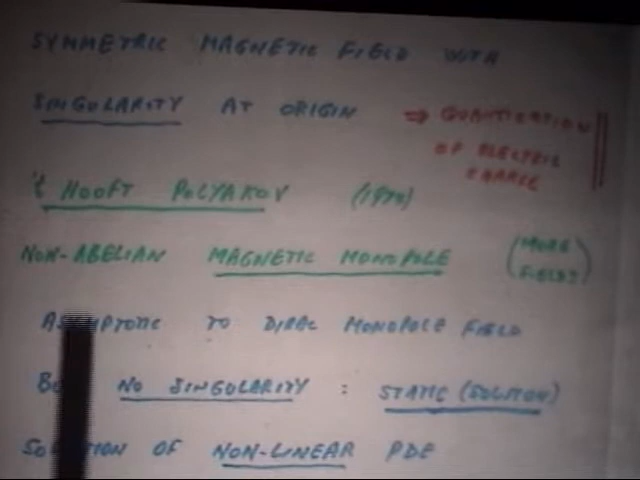 SYMMETRIC MAGNETIC FIELD WITH
SINGULARITY AT ORIGIN
⇒ QUANTIZATION
OF ELECTRIC
CHARGE
'T HOOFT POLYAKOV (1974)
NON-ABELIAN MAGNETIC MONOPOLE
(MORE
FIELDS)
ASYMPTOTIC TO DIRAC MONOPOLE FIELD
NO SINGULARITY : STATIC (SOLITON)
SOLUTION OF NON-LINEAR PDE